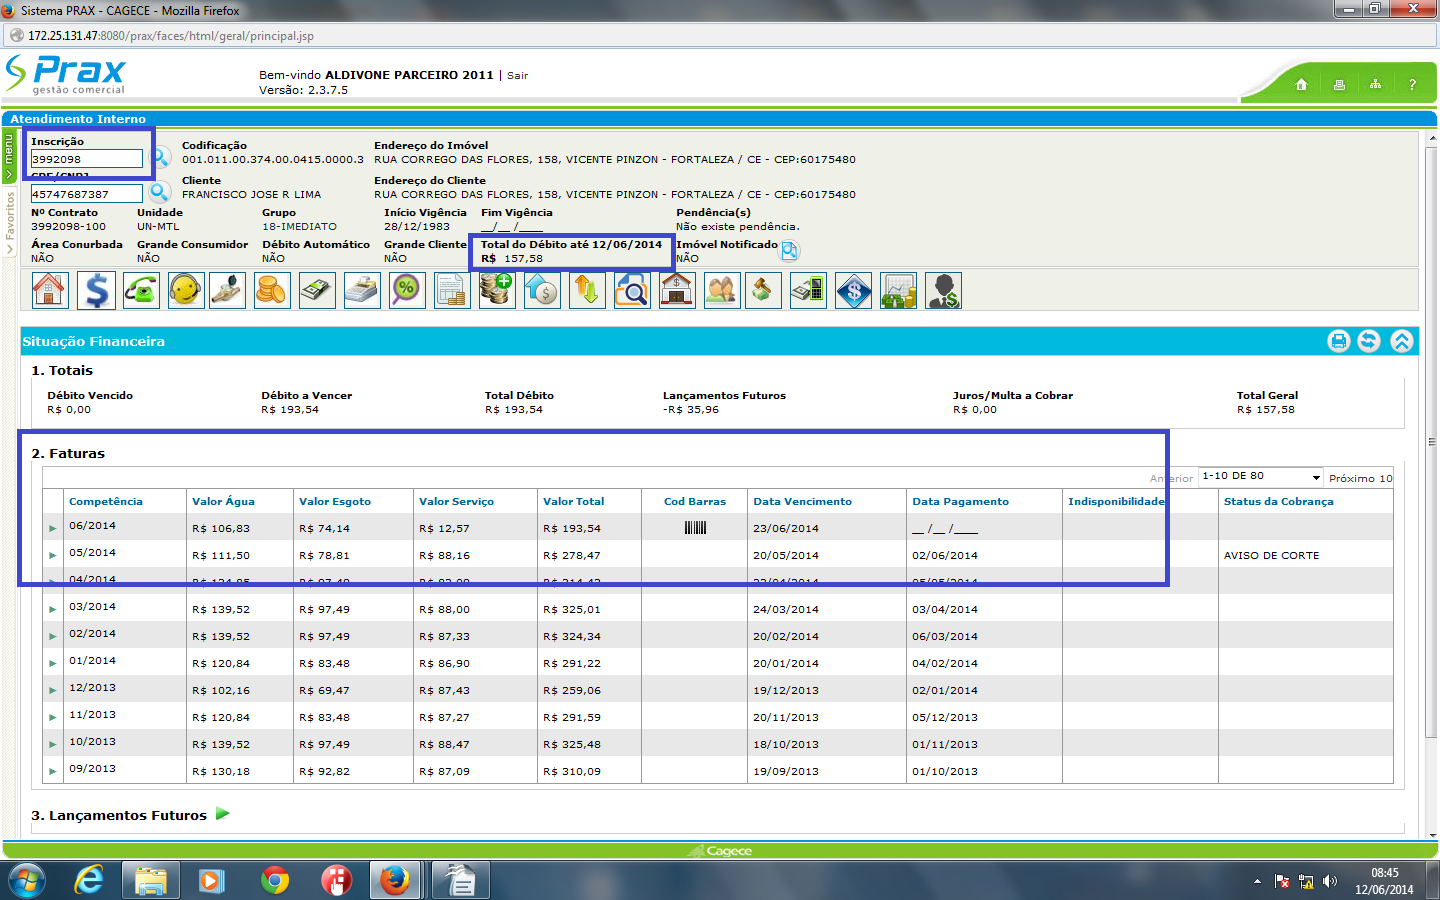 Sistema PRAX - CAGECE - Mozilla Firefox
172.25.131.47:8080/prax/faces/html/geral/principal.jsp
Prax
gestão comercial
Bem-vindo ALDIVONE PARCEIRO 2011 | Sair
Versão: 2.3.7.5
?
Atendimento Interno
menu
Favoritos
Inscrição Codificação Endereço do Imóvel
3992098 001.011.00.374.00.0415.0000.3 RUA CORREGO DAS FLORES, 158, VICENTE PINZON - FORTALEZA / CE - CEP:60175480
CPF/CNPJ Cliente Endereço do Cliente
45747687387 FRANCISCO JOSE R LIMA RUA CORREGO DAS FLORES, 158, VICENTE PINZON - FORTALEZA / CE - CEP:60175480
Nº Contrato Unidade Grupo Início Vigência Fim Vigência Pendência(s)
3992098-100 UN-MTL 18-IMEDIATO 28/12/1983 __/__ /____ Não existe pendência.
Área Conurbada Grande Consumidor Débito Automático Grande Cliente Total do Débito até 12/06/2014 Imóvel Notificado
NÃO NÃO NÃO NÃO R$ 157,58 NÃO
Situação Financeira
1. Totais
Débito Vencido Débito a Vencer Total Débito Lançamentos Futuros Juros/Multa a Cobrar Total Geral
R$ 0,00 R$ 193,54 R$ 193,54 -R$ 35,96 R$ 0,00 R$ 157,58
2. Faturas
Anterior 1-10 DE 80 Próximo 10
Competência Valor Água Valor Esgoto Valor Serviço Valor Total Cod Barras Data Vencimento Data Pagamento Indisponibilidade Status da Cobrança
06/2014 R$ 106,83 R$ 74,14 R$ 12,57 R$ 193,54 23/06/2014 __ /__ /____
05/2014 R$ 111,50 R$ 78,81 R$ 88,16 R$ 278,47 20/05/2014 02/06/2014 AVISO DE CORTE
04/2014
03/2014 R$ 139,52 R$ 97,49 R$ 88,00 R$ 325,01 24/03/2014 03/04/2014
02/2014 R$ 139,52 R$ 97,49 R$ 87,33 R$ 324,34 20/02/2014 06/03/2014
01/2014 R$ 120,84 R$ 83,48 R$ 86,90 R$ 291,22 20/01/2014 04/02/2014
12/2013 R$ 102,16 R$ 69,47 R$ 87,43 R$ 259,06 19/12/2013 02/01/2014
11/2013 R$ 120,84 R$ 83,48 R$ 87,27 R$ 291,59 20/11/2013 05/12/2013
10/2013 R$ 139,52 R$ 97,49 R$ 88,47 R$ 325,48 18/10/2013 01/11/2013
09/2013 R$ 130,18 R$ 92,82 R$ 87,09 R$ 310,09 19/09/2013 01/10/2013
3. Lançamentos Futuros
Cagece
08:45
12/06/2014